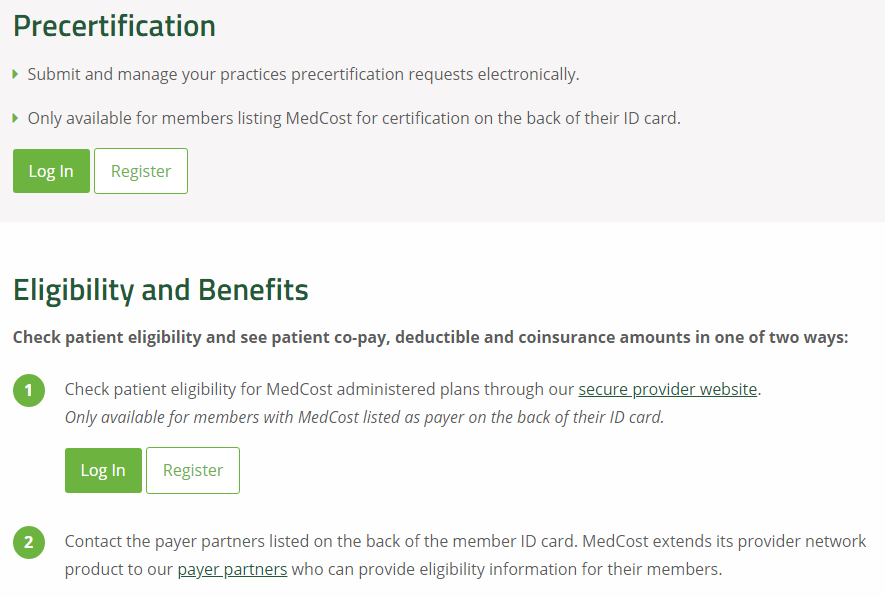 Precertification
Submit and manage your practices precertification requests electronically.
Only available for members listing MedCost for certification on the back of their ID card.
Log In Register
Eligibility and Benefits
Check patient eligibility and see patient co-pay, deductible and coinsurance amounts in one of two ways:
1 Check patient eligibility for MedCost administered plans through our secure provider website.
Only available for members with MedCost listed as payer on the back of their ID card.
Log In Register
2 Contact the payer partners listed on the back of the member ID card. MedCost extends its provider network
product to our payer partners who can provide eligibility information for their members.